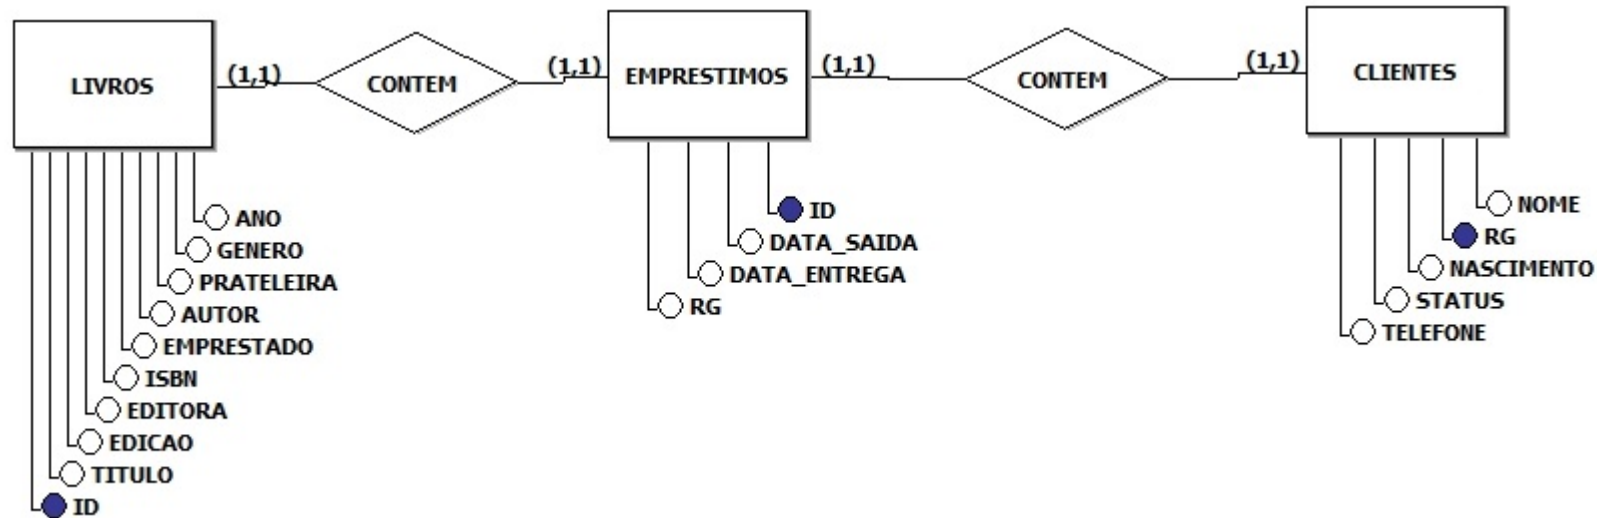 LIVROS
(1,1)
CONTEM
(1,1)
EMPRESTIMOS
(1,1)
CONTEM
(1,1)
CLIENTES
ANO
GENERO
PRATELEIRA
AUTOR
EMPRESTADO
ISBN
EDITORA
EDICAO
TITULO
ID
ID
DATA_SAIDA
DATA_ENTREGA
RG
NOME
RG
NASCIMENTO
STATUS
TELEFONE